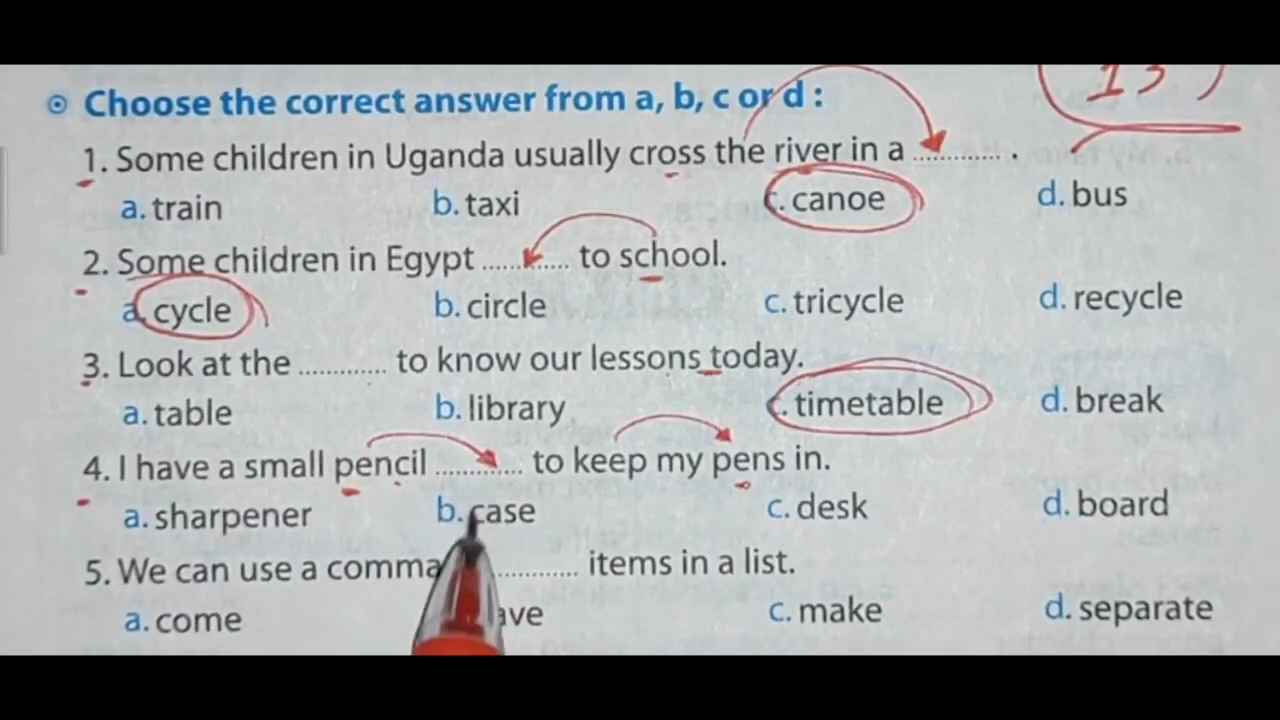 13
Choose the correct answer from a, b, c or d :
1. Some children in Uganda usually cross the river in a ............ .
a. train b. taxi c. canoe d. bus
2. Some children in Egypt ............ to school.
a. cycle b. circle c. tricycle d. recycle
3. Look at the ............ to know our lessons today.
a. table b. library c. timetable d. break
4. I have a small pencil ............ to keep my pens in.
a. sharpener b. case c. desk d. board
5. We can use a comma ............ items in a list.
a. come c. make d. separate